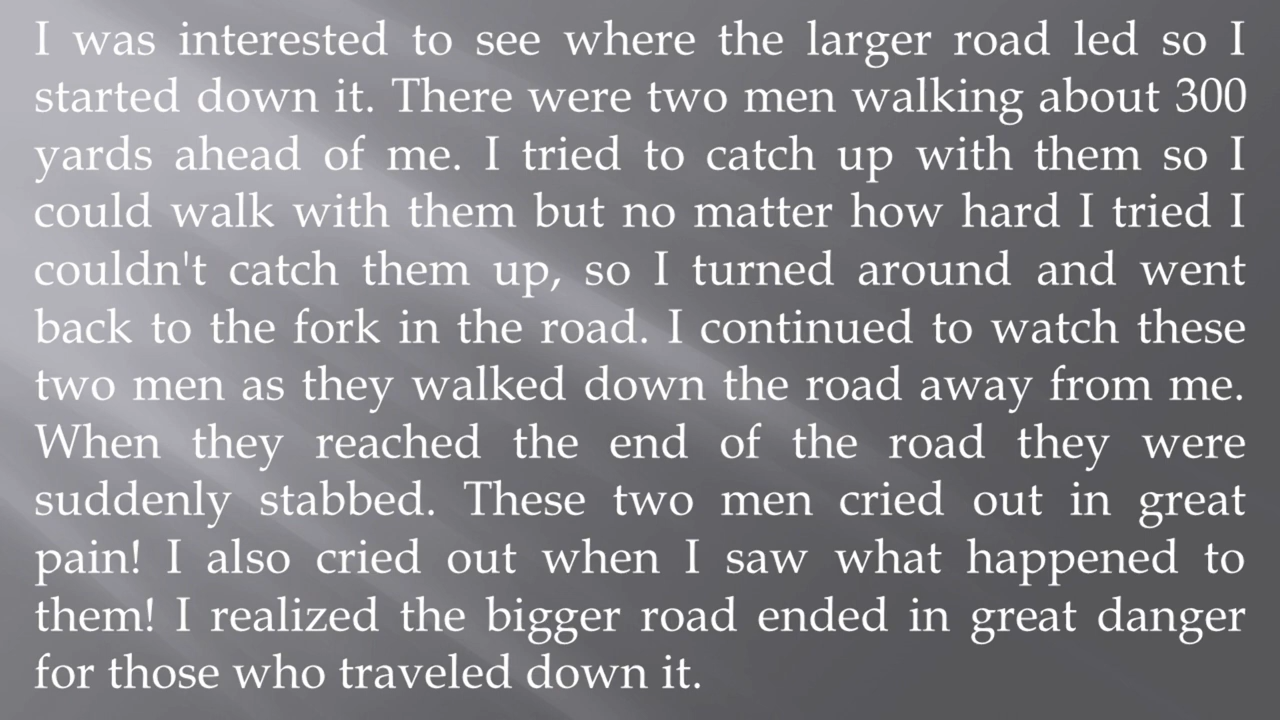 I was interested to see where the larger road led so I
started down it. There were two men walking about 300
yards ahead of me. I tried to catch up with them so I
could walk with them but no matter how hard I tried I
couldn't catch them up, so I turned around and went
back to the fork in the road. I continued to watch these
two men as they walked down the road away from me.
When they reached the end of the road they were
suddenly stabbed. These two men cried out in great
pain! I also cried out when I saw what happened to
them! I realized the bigger road ended in great danger
for those who traveled down it.